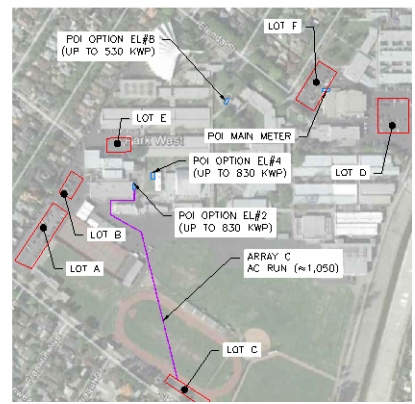 LOT F
POI OPTION EL#8
(UP TO 530 KWP)
LOT E
Park West
POI MAIN METER
LOT D
POI OPTION EL#4
(UP TO 830 KWP)
POI OPTION EL#2
(UP TO 830 KWP)
LOT B
LOT A
ARRAY C
AC RUN (≈1,050)
LOT C